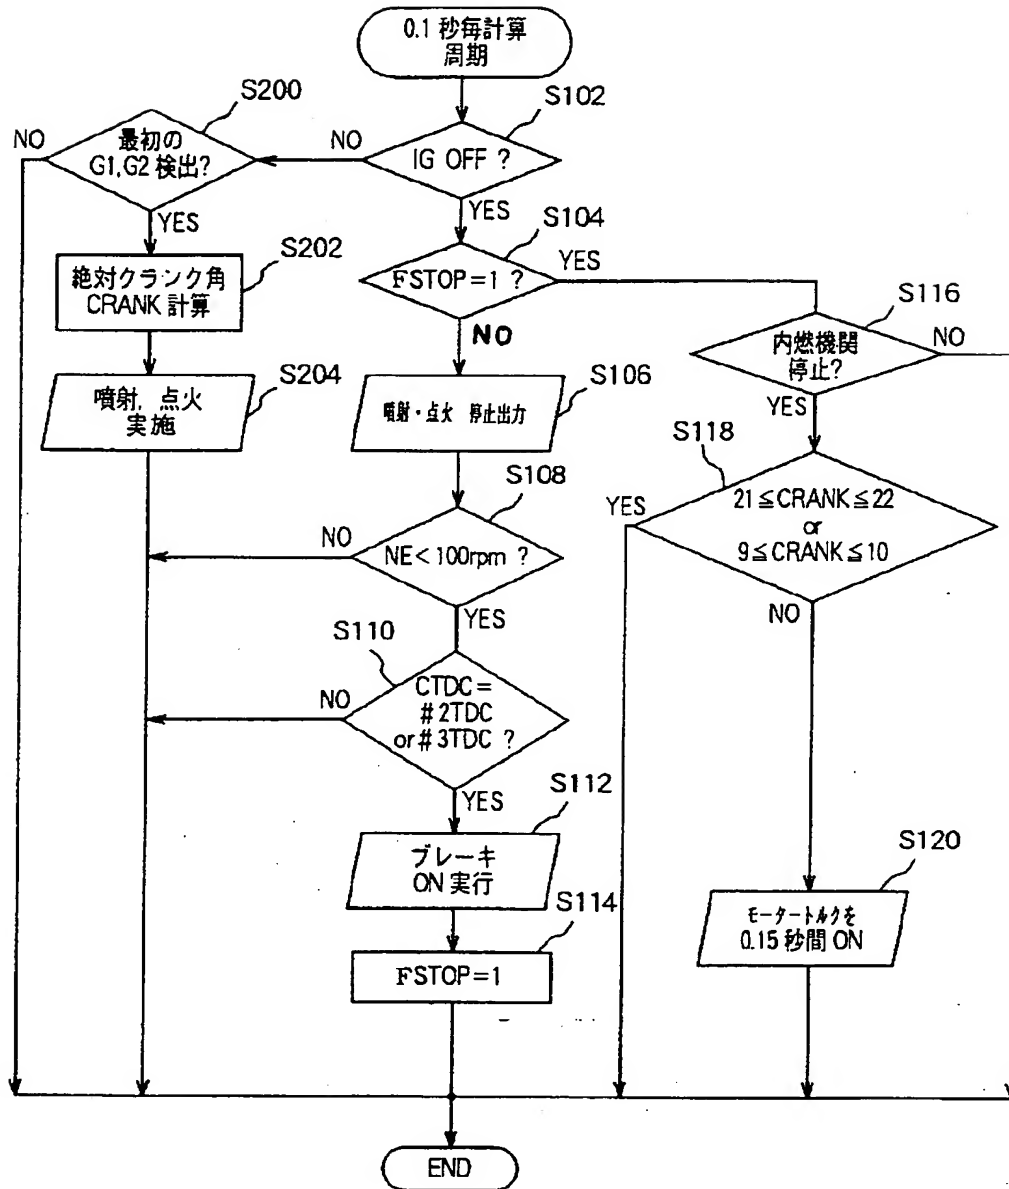 0.1 秒毎計算
周期
S102
IG OFF ?
NO
YES
S200
最初の
G1,G2 検出?
NO
YES
S202
絶対クランク角
CRANK 計算
S204
噴射, 点火
実施
S104
FSTOP=1 ?
YES
NO
S106
噴射・点火 停止出力
S108
NE<100rpm ?
NO
YES
S110
CTDC=
#2TDC
or#3TDC ?
NO
YES
S112
ブレーキ
ON 実行
S114
FSTOP=1
S116
内燃機関
停止?
NO
YES
S118
21≦CRANK≦22
or
9≦CRANK≦10
YES
NO
S120
モータートルクを
0.15 秒間 ON
END